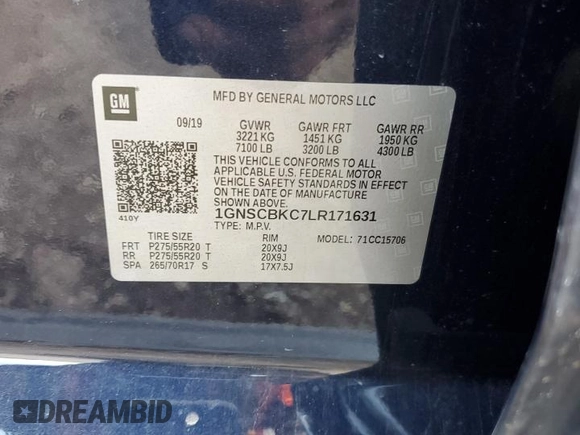 GM
MFD BY GENERAL MOTORS LLC
09/19
GVWR GAWR FRT GAWR RR
3221 KG 1451 KG 1950 KG
7100 LB 3200 LB 4300 LB
THIS VEHICLE CONFORMS TO ALL
APPLICABLE U.S. FEDERAL MOTOR
VEHICLE SAFETY STANDARDS IN EFFECT
ON THE DATE OF MANUFACTURE
SHOWN ABOVE.
1GNSCBKC7LR171631
TYPE: M.P.V.
410Y
TIRE SIZE RIM MODEL: 71CC15706
FRT P275/55R20 T 20X9J
RR P275/55R20 T 20X9J
SPA 265/70R17 S 17X7.5J
DREAMBID